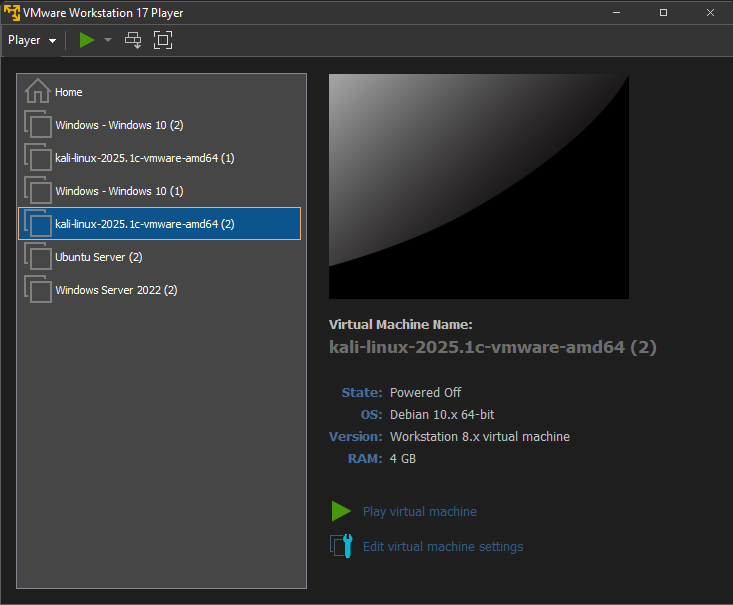 VMware Workstation 17 Player
Player
Home
Windows - Windows 10 (2)
kali-linux-2025.1c-vmware-amd64 (1)
Windows - Windows 10 (1)
kali-linux-2025.1c-vmware-amd64 (2)
Ubuntu Server (2)
Windows Server 2022 (2)
Virtual Machine Name:
kali-linux-2025.1c-vmware-amd64 (2)
State: Powered Off
OS: Debian 10.x 64-bit
Version: Workstation 8.x virtual machine
RAM: 4 GB
Play virtual machine
Edit virtual machine settings